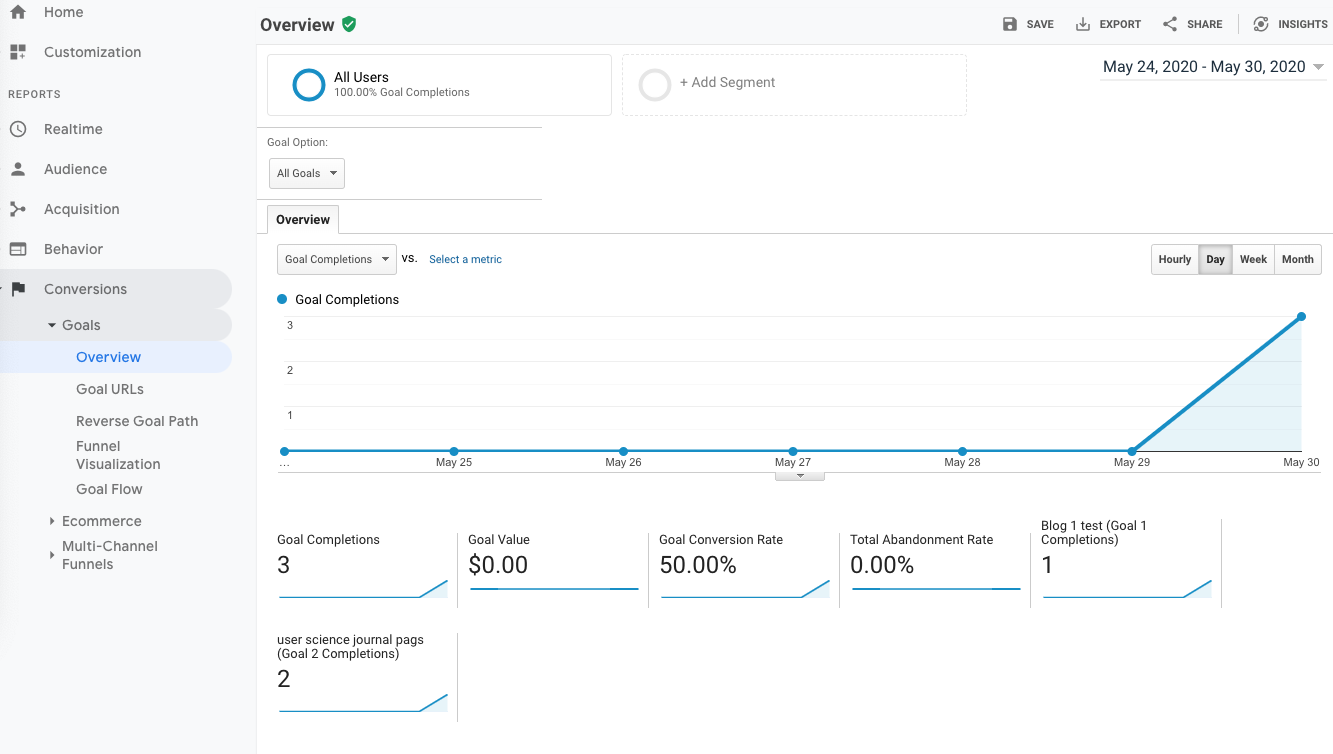 Home
Customization
REPORTS
Realtime
Audience
Acquisition
Behavior
Conversions
Goals
Overview
Goal URLs
Reverse Goal Path
Funnel
Visualization
Goal Flow
Ecommerce
Multi-Channel
Funnels
Overview
SAVE
EXPORT
SHARE
INSIGHTS
All Users
100.00% Goal Completions
+ Add Segment
May 24, 2020 - May 30, 2020
Goal Option:
All Goals
Overview
Goal Completions
VS.
Select a metric
Hourly
Day
Week
Month
Goal Completions
3
2
1
...
May 25
May 26
May 27
May 28
May 29
May 30
Goal Completions
3
Goal Value
$0.00
Goal Conversion Rate
50.00%
Total Abandonment Rate
0.00%
Blog 1 test (Goal 1
Completions)
1
user science journal pags
(Goal 2 Completions)
2